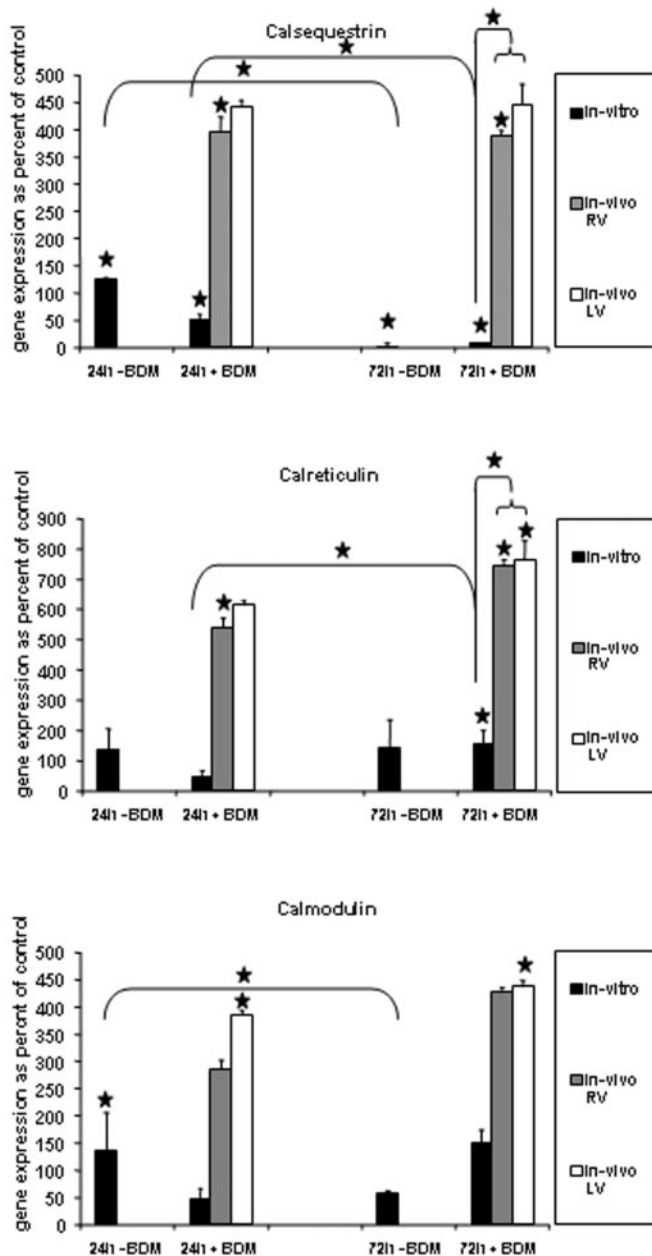 Calsequestrin
gene expression as percent of control
500
450
400
350
300
250
200
150
100
50
0
24h -BDM
24h + BDM
72h -BDM
72h + BDM
In-vitro
In-vivo
RV
In-vivo
LV
Calreticulin
gene expression as percent of control
900
800
700
600
500
400
300
200
100
0
24h -BDM
24h + BDM
72h -BDM
72h + BDM
In-vitro
In-vivo
RV
In-vivo
LV
Calmodulin
gene expression as percent of control
500
450
400
350
300
250
200
150
100
50
0
24h -BDM
24h + BDM
72h -BDM
72h + BDM
In-vitro
In-vivo
RV
In-vivo
LV